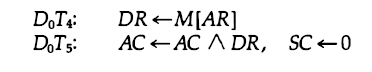 D₀T₄: DR ← M[AR]
D₀T₅: AC ← AC ∧ DR, SC ← 0